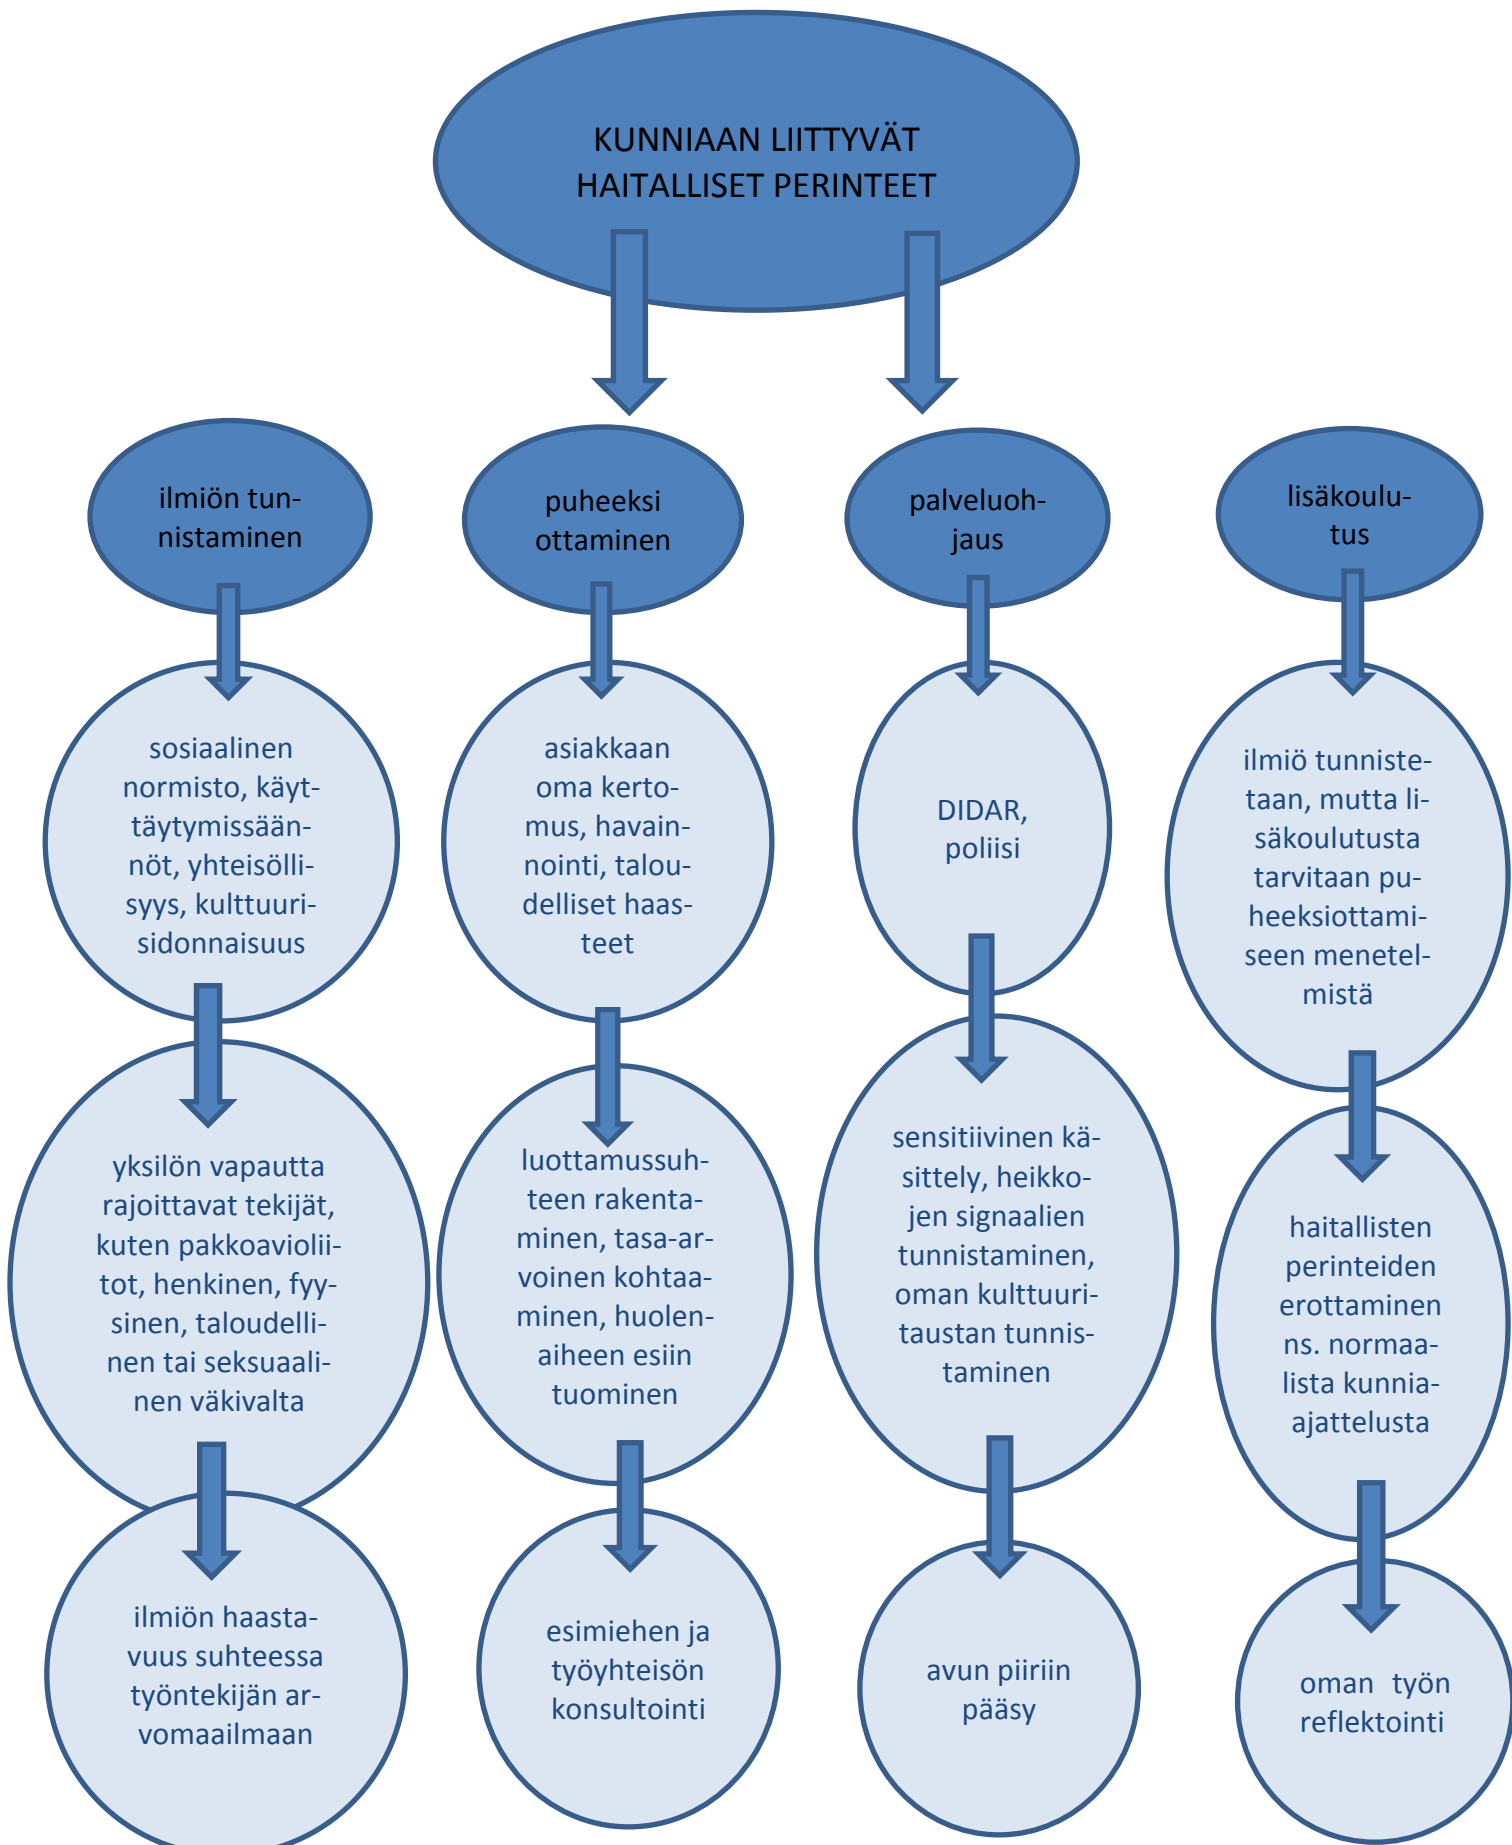 KUNNIAAN LIITTYVÄT
HAITALLISET PERINTEET
ilmiön tun-
nistaminen
puheeksi
ottaminen
palveluoh-
jaus
lisäkoulu-
tus
sosiaalinen
normisto, käyt-
täytymissään-
nöt, yhteisölli-
syys, kulttuuri-
sidonnaisuus
asiakkaan
oma kerto-
mus, havain-
nointi, talou-
delliset haas-
teet
DIDAR,
poliisi
ilmiö tunniste-
taan, mutta li-
säkoulutusta
tarvitaan pu-
heeksiottami-
seen menetel-
mistä
yksilön vapautta
rajoittavat tekijät,
kuten pakkoaviolii-
tot, henkinen, fyy-
sinen, taloudelli-
nen tai seksuaali-
nen väkivalta
luottamussuh-
teen rakenta-
minen, tasa-ar-
voinen kohtaa-
minen, huolen-
aiheen esiin
tuominen
sensitiivinen kä-
sittely, heikko-
jen signaalien
tunnistaminen,
oman kulttuuri-
taustan tunnis-
taminen
haitallisten
perinteiden
erottaminen
ns. normaa-
lista kunnia-
ajattelusta
ilmiön haasta-
vuus suhteessa
työntekijän ar-
vomaailmaan
esimiehen ja
työyhteisön
konsultointi
avun piiriin
pääsy
oman työn
reflektointi